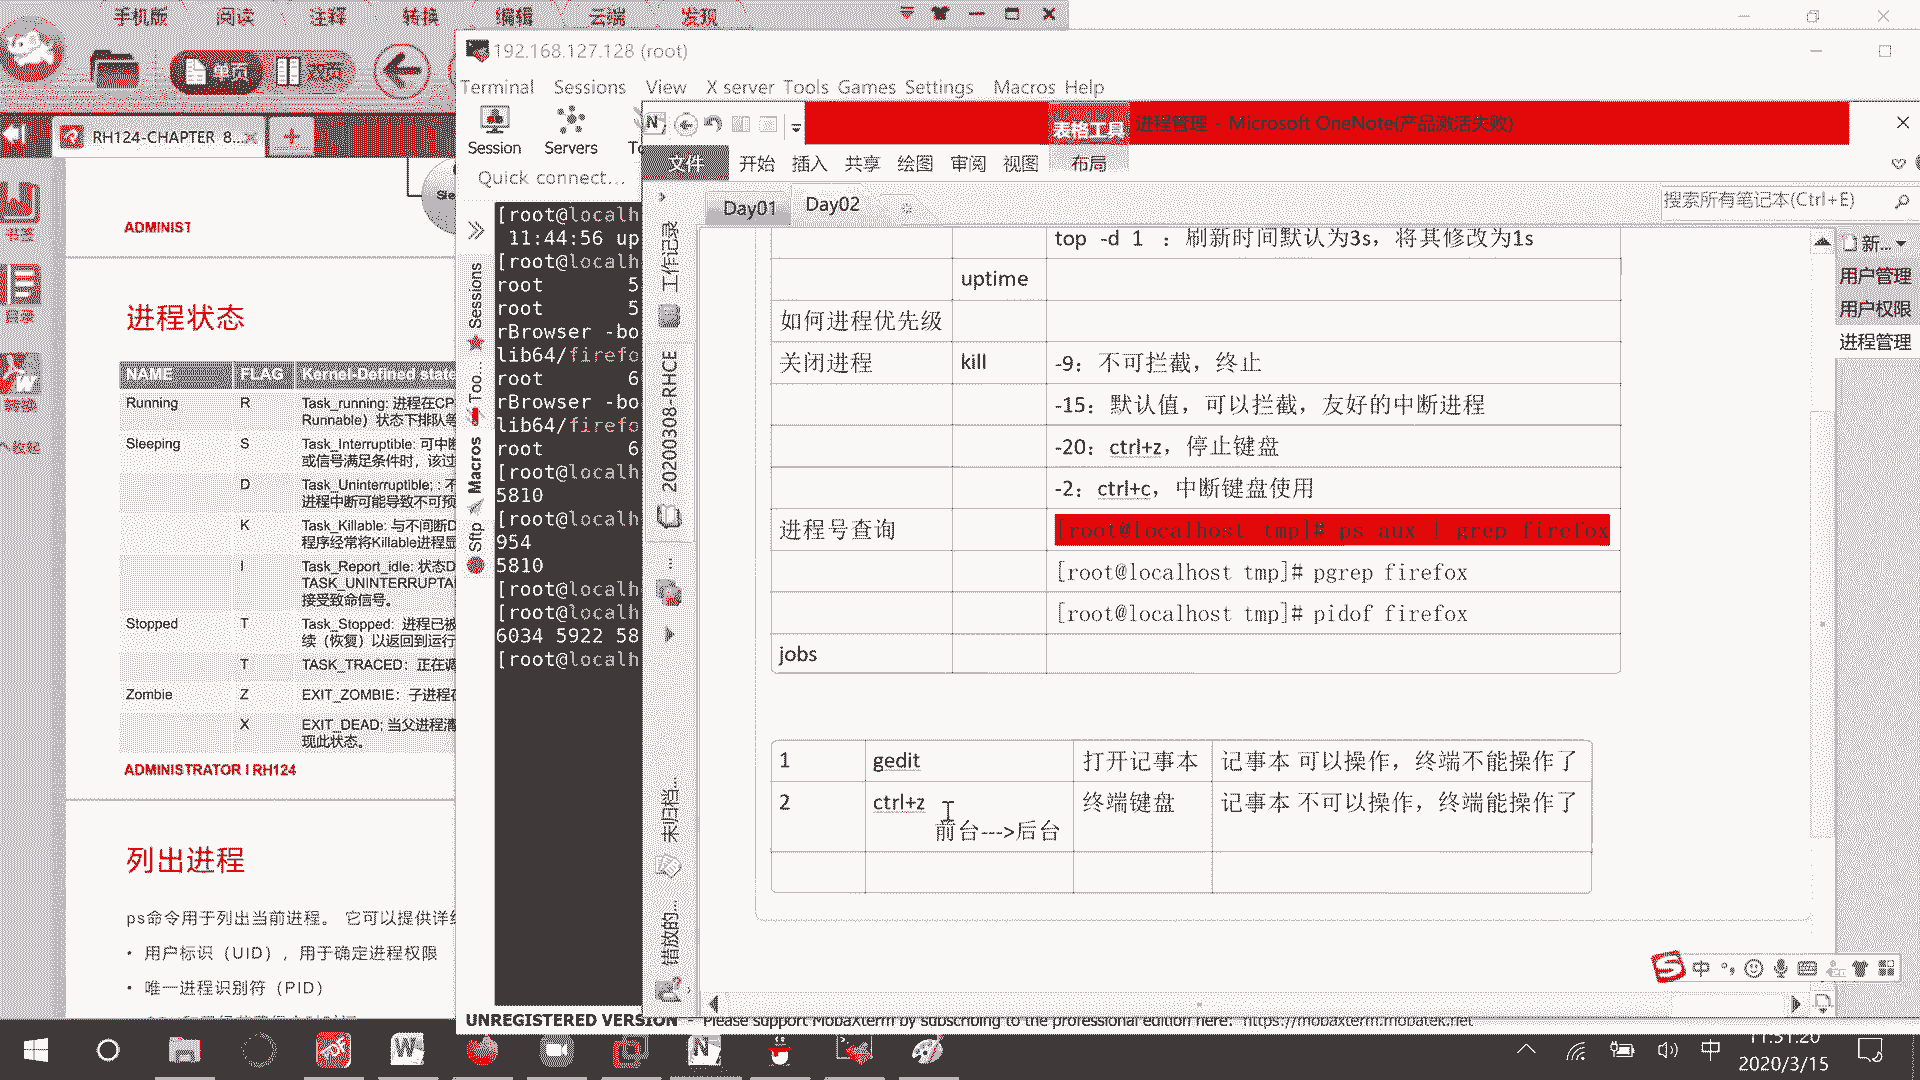 手机版 阅读 注释 转换 编辑 云端 发现
单页 双页
RH124-CHAPTER 8...
书签
目录
转换
收起
ADMINIST
进程状态
NAME FLAG Kernel-Defined state
Running R Task_running: 进程在CP
Runnable）状态下排队等
Sleeping S Task_Interruptible: 可中断
或信号满足条件时，该过
D Task_Uninterruptible; : 不
进程中断可能导致不可预
K Task_Killable: 与不间断D
程序经常将Killable进程显
I Task_Report_idle: 状态D
TASK_UNINTERRUPTA
接受致命信号。
Stopped T Task_Stopped: 进程已被
续（恢复）以返回到运行
T TASK_TRACED：正在调
Zombie Z EXIT_ZOMBIE：子进程在
X EXIT_DEAD; 当父进程清
现此状态。
ADMINISTRATOR I RH124
列出进程
ps命令用于列出当前进程。 它可以提供详细
• 用户标识（UID），用于确定进程权限
• 唯一进程识别符（PID）
192.168.127.128 (root)
Terminal Sessions View X server Tools Games Settings Macros Help
Session Servers To
Quick connect...
Sessions
Too...
Macros
Sftp
[root@localh
11:44:56 up
[root@localh
root 5
root 5
rBrowser -bo
lib64/firefo
root 6
rBrowser -bo
lib64/firefo
root 6
[root@localh
5810
[root@localh
954
5810
[root@localh
[root@localh
6034 5922 58
[root@localh
UNREGISTERED VERSION - Please support MobaXterm by subscribing to the professional edition here: https://mobaxterm.mobatek.net
表格工具 进程管理 - Microsoft OneNote(产品激活失败)
文件 开始 插入 共享 绘图 审阅 视图 布局
Day01 Day02
搜索所有笔记本(Ctrl+E)
工作记录
20200308-RHCE
...
未归档...
错放的...
新...
用户管理
用户权限
进程管理
top -d 1 ：刷新时间默认为3s，将其修改为1s
uptime
如何进程优先级
关闭进程 kill -9：不可拦截，终止
-15：默认值，可以拦截，友好的中断进程
-20：ctrl+z，停止键盘
-2：ctrl+c，中断键盘使用
进程号查询 [root@localhost tmp]# ps aux | grep firefox
[root@localhost tmp]# pgrep firefox
[root@localhost tmp]# pidof firefox
jobs
1 gedit 打开记事本 记事本 可以操作，终端不能操作了
2 ctrl+z 终端键盘 记事本 不可以操作，终端能操作了
前台--->后台
中
中
11:51:20
2020/3/15